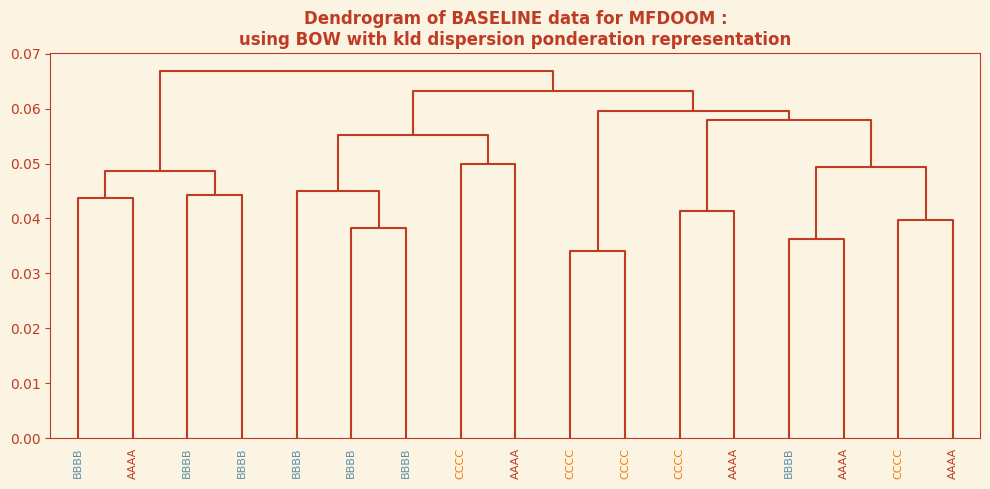 Dendrogram of BASELINE data for MFDOOM :
using BOW with kld dispersion ponderation representation
0.07
0.06
0.05
0.04
0.03
0.02
0.01
0.00
BBBB
AAAA
BBBB
BBBB
BBBB
BBBB
BBBB
CCCC
AAAA
CCCC
CCCC
CCCC
AAAA
BBBB
AAAA
CCCC
AAAA